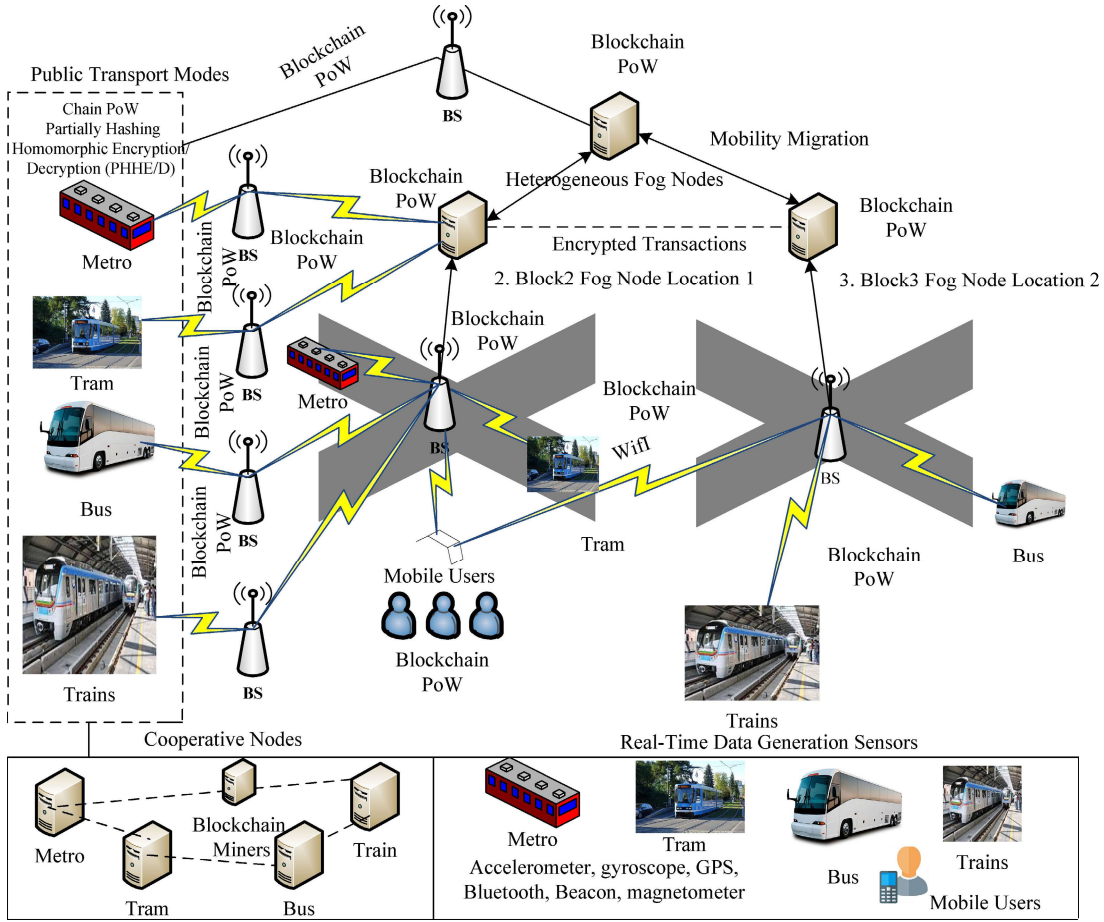 Blockchain
PoW
BS
Blockchain
PoW
Public Transport Modes
Chain PoW
Partially Hashing
Homomorphic Encryption/
Decryption (PHHE/D)
Metro
BS
Blockchain
PoW
Blockchain
PoW
Blockchain
PoW
Heterogeneous Fog Nodes
Mobility Migration
Blockchain
PoW
Encrypted Transactions
2. Block2 Fog Node Location 1
3. Block3 Fog Node Location 2
Tram
BS
Blockchain
PoW
Metro
Blockchain
PoW
BS
Blockchain
PoW
WifI
BS
Bus
BS
Blockchain
PoW
Tram
Bus
Mobile Users
Blockchain
PoW
Blockchain
PoW
Trains
BS
Trains
Cooperative Nodes
Real-Time Data Generation Sensors
Metro
Blockchain
Miners
Train
Tram
Bus
Metro
Tram
Accelerometer, gyroscope, GPS,
Bluetooth, Beacon, magnetometer
Bus
Trains
Mobile Users